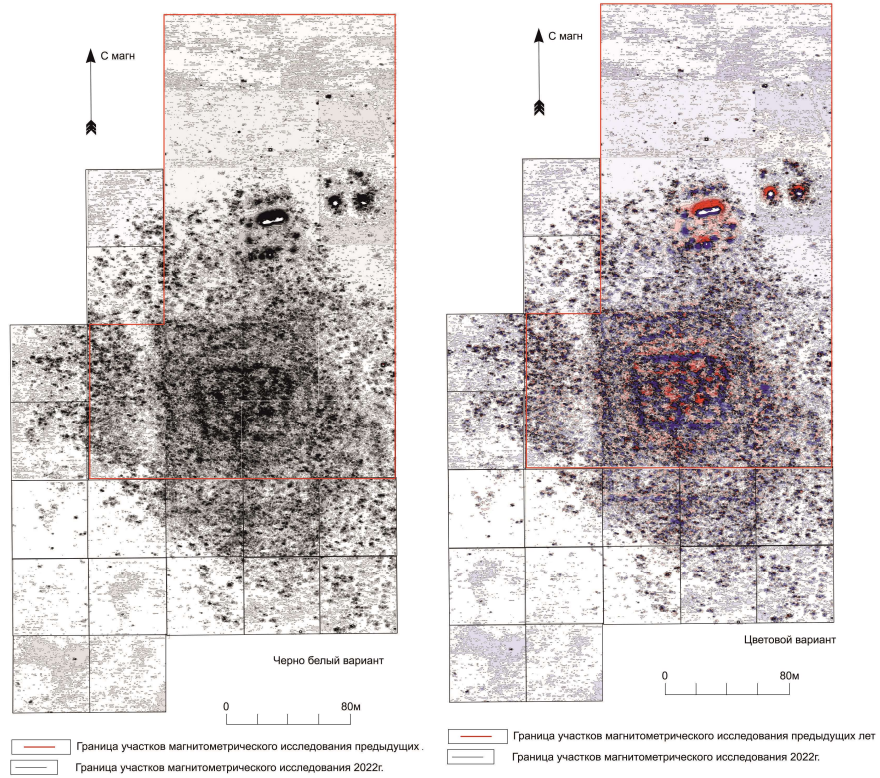 С магн
С магн
Черно белый вариант
Цветовой вариант
0 80м
0 80м
Граница участков магнитометрического исследования предыдущих .
Граница участков магнитометрического исследования 2022г.
Граница участков магнитометрического исследования предыдущих лет
Граница участков магнитометрического исследования 2022г.